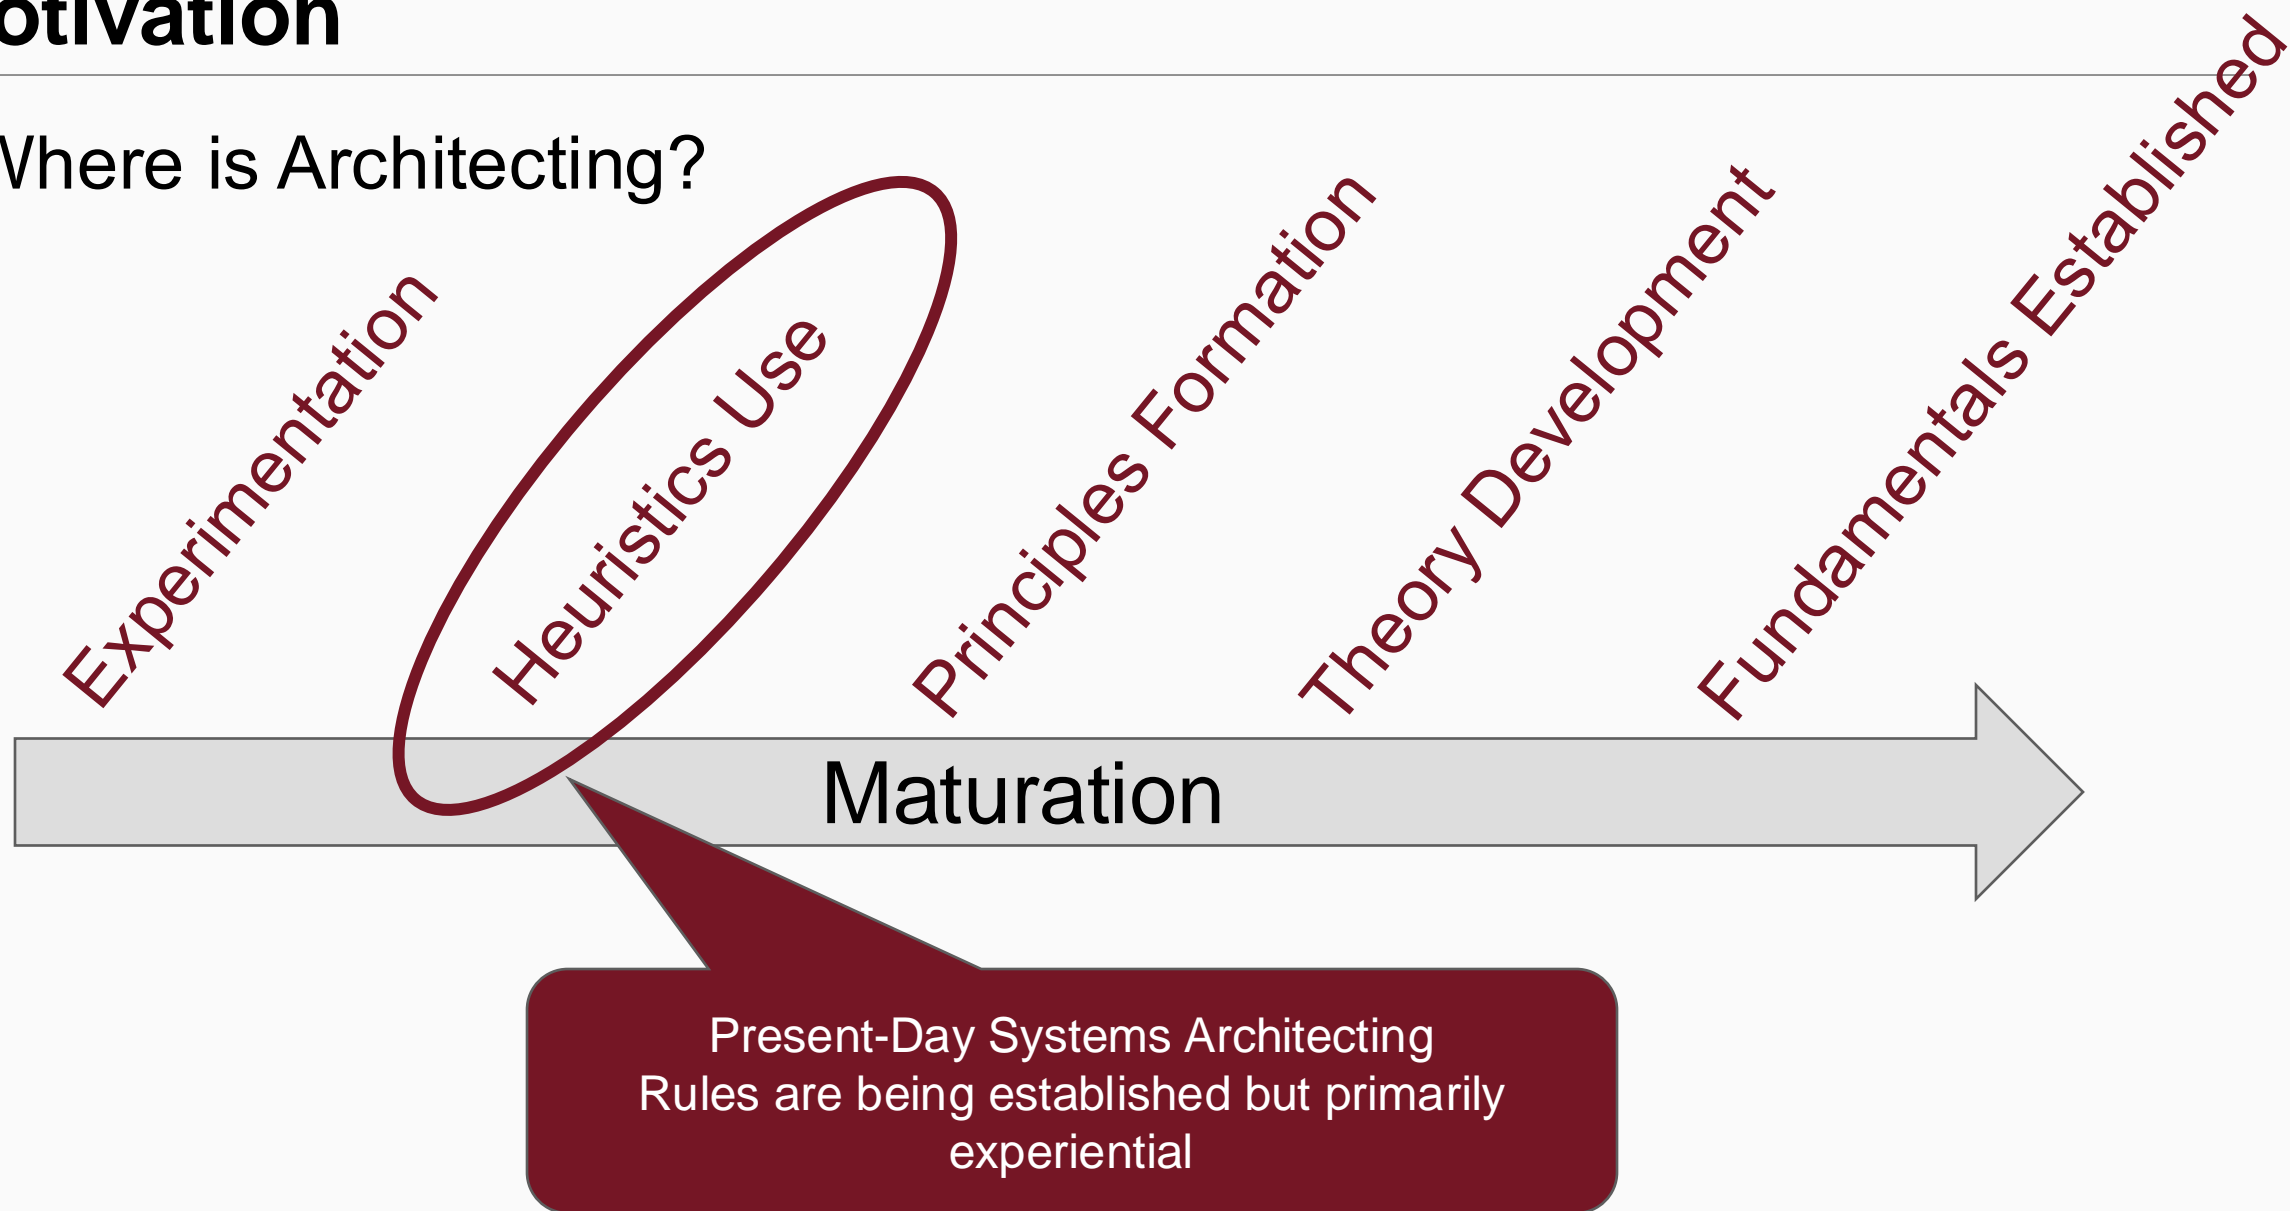 otivation
Where is Architecting?
Experimentation
Heuristics Use
Principles Formation
Theory Development
Fundamentals Established
Maturation
Present-Day Systems Architecting
Rules are being established but primarily
experiential